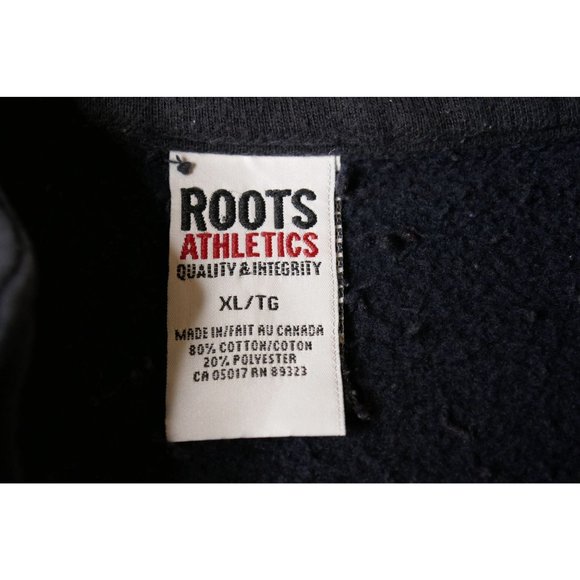 ROOTS
ATHLETICS
QUALITY & INTEGRITY
XL/TG
MADE IN/FAIT AU CANADA
80% COTTON/COTON
20% POLYESTER
CA 05017 RN 89323